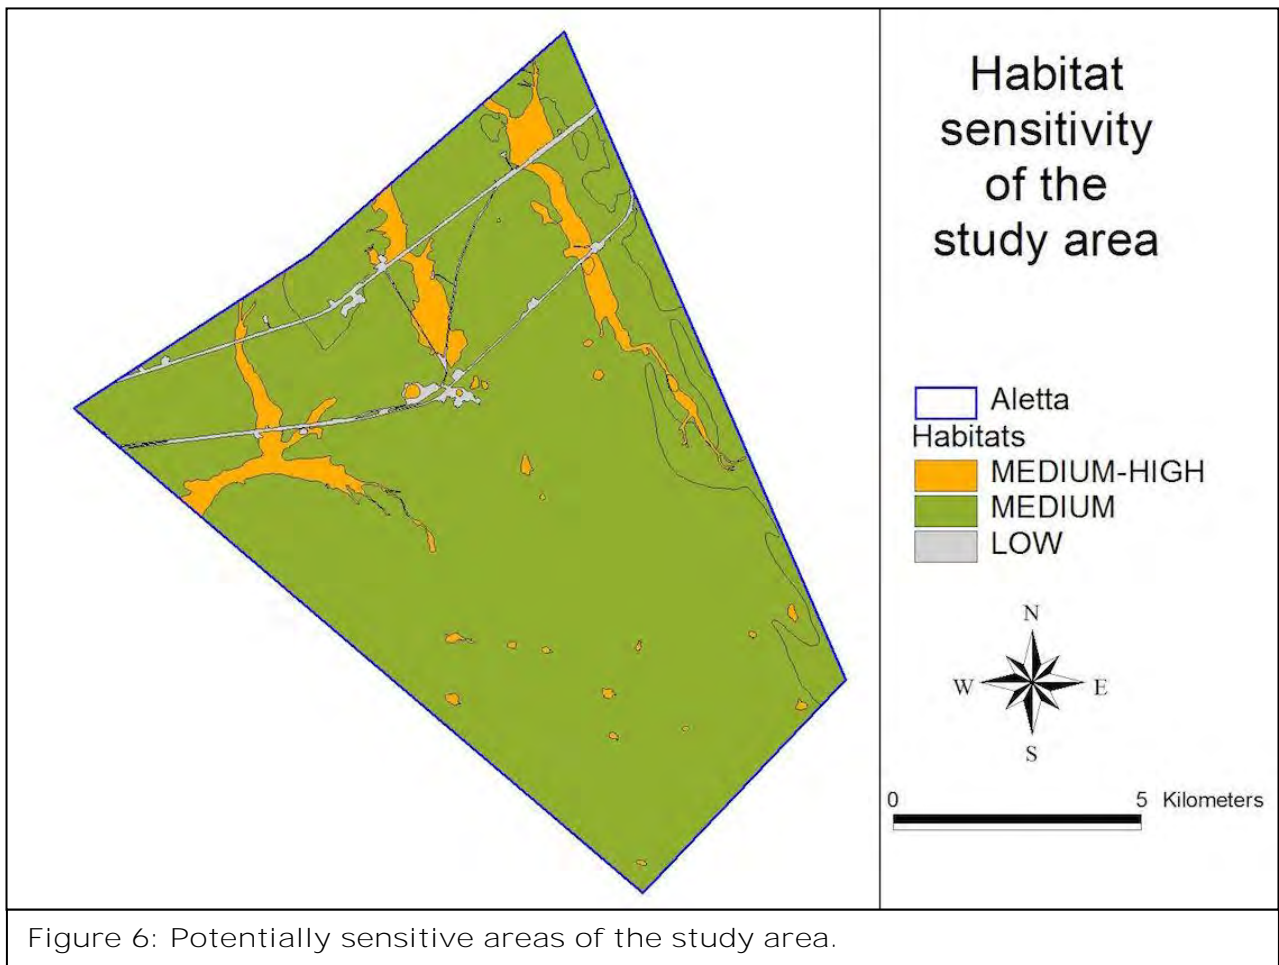 Habitat
sensitivity
of the
study area
Aletta
Habitats
MEDIUM-HIGH
MEDIUM
LOW
N
W E
S
0 5 Kilometers
Figure 6: Potentially sensitive areas of the study area.